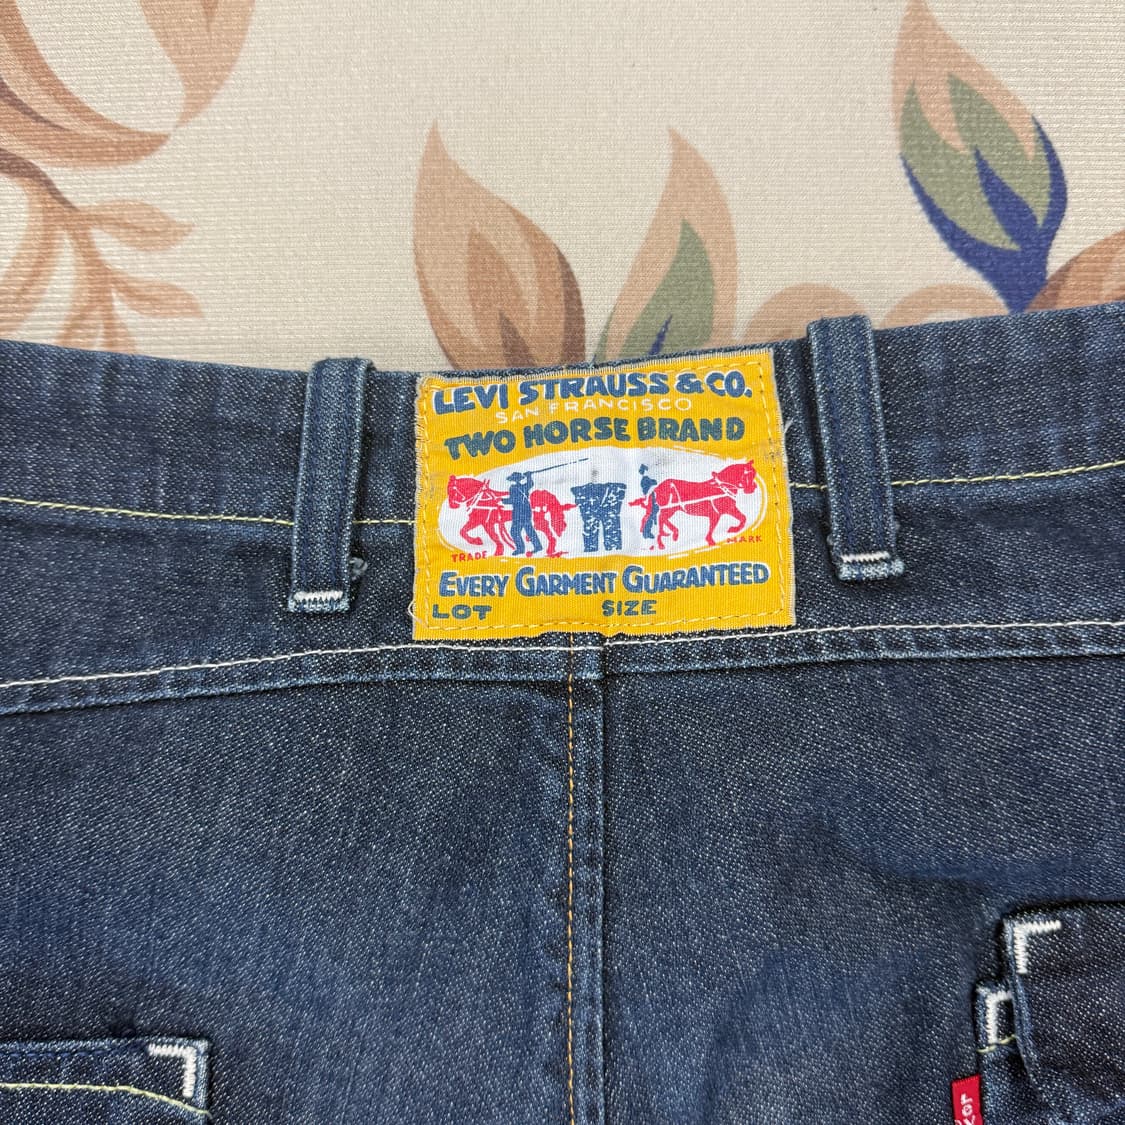 LEVI STRAUSS & CO.
SAN FRANCISCO
TWO HORSE BRAND
TRADE MARK
EVERY GARMENT GUARANTEED
LOT SIZE